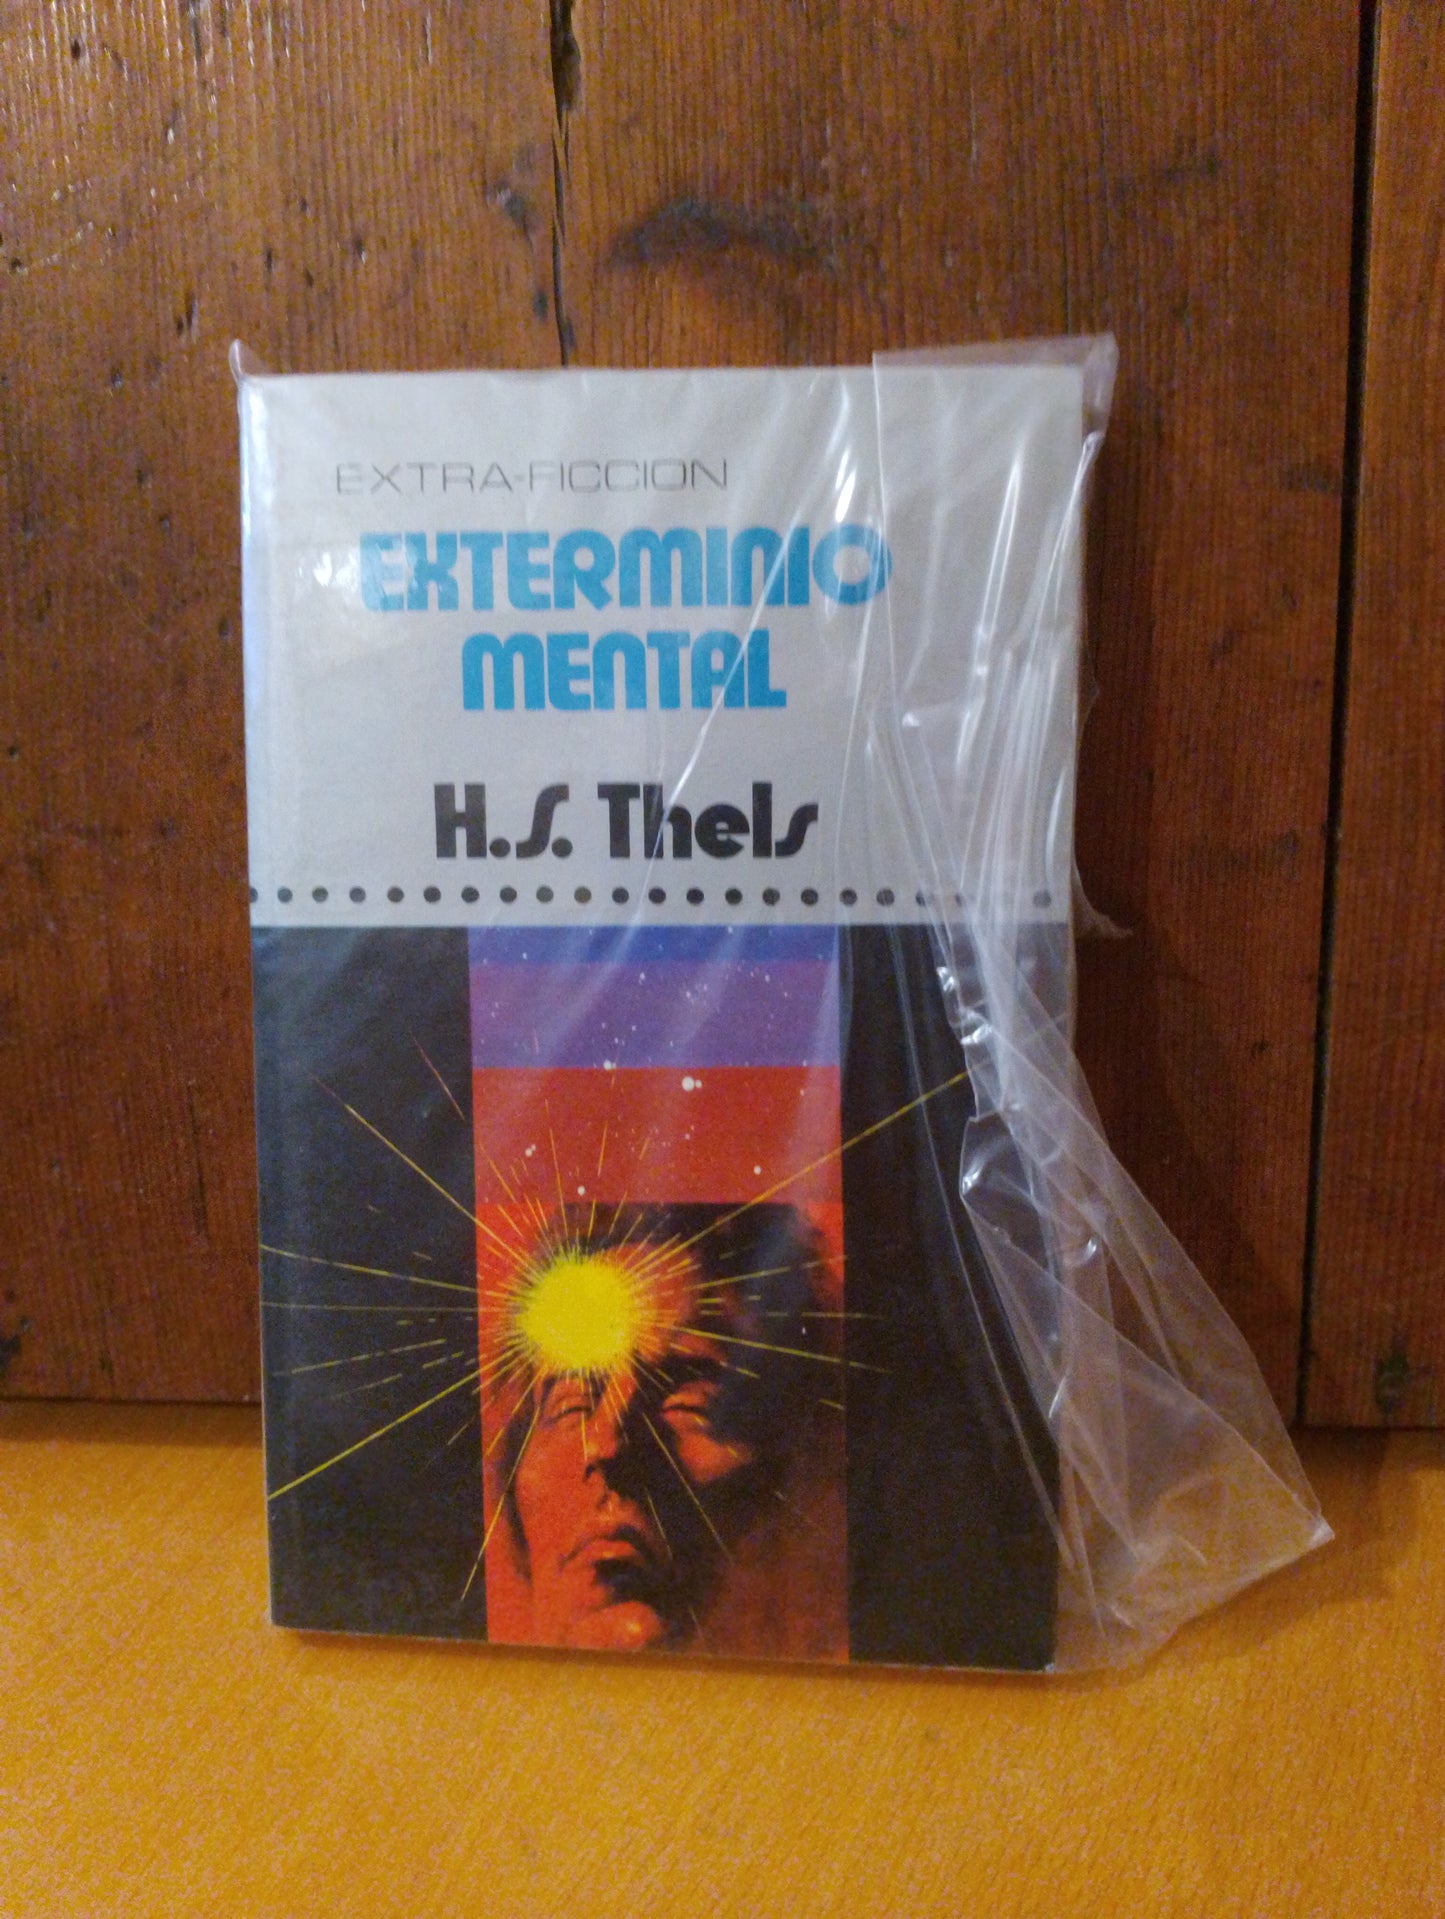 EXTRA-FICCION
EXTERMINIO
MENTAL
H.S. Thels